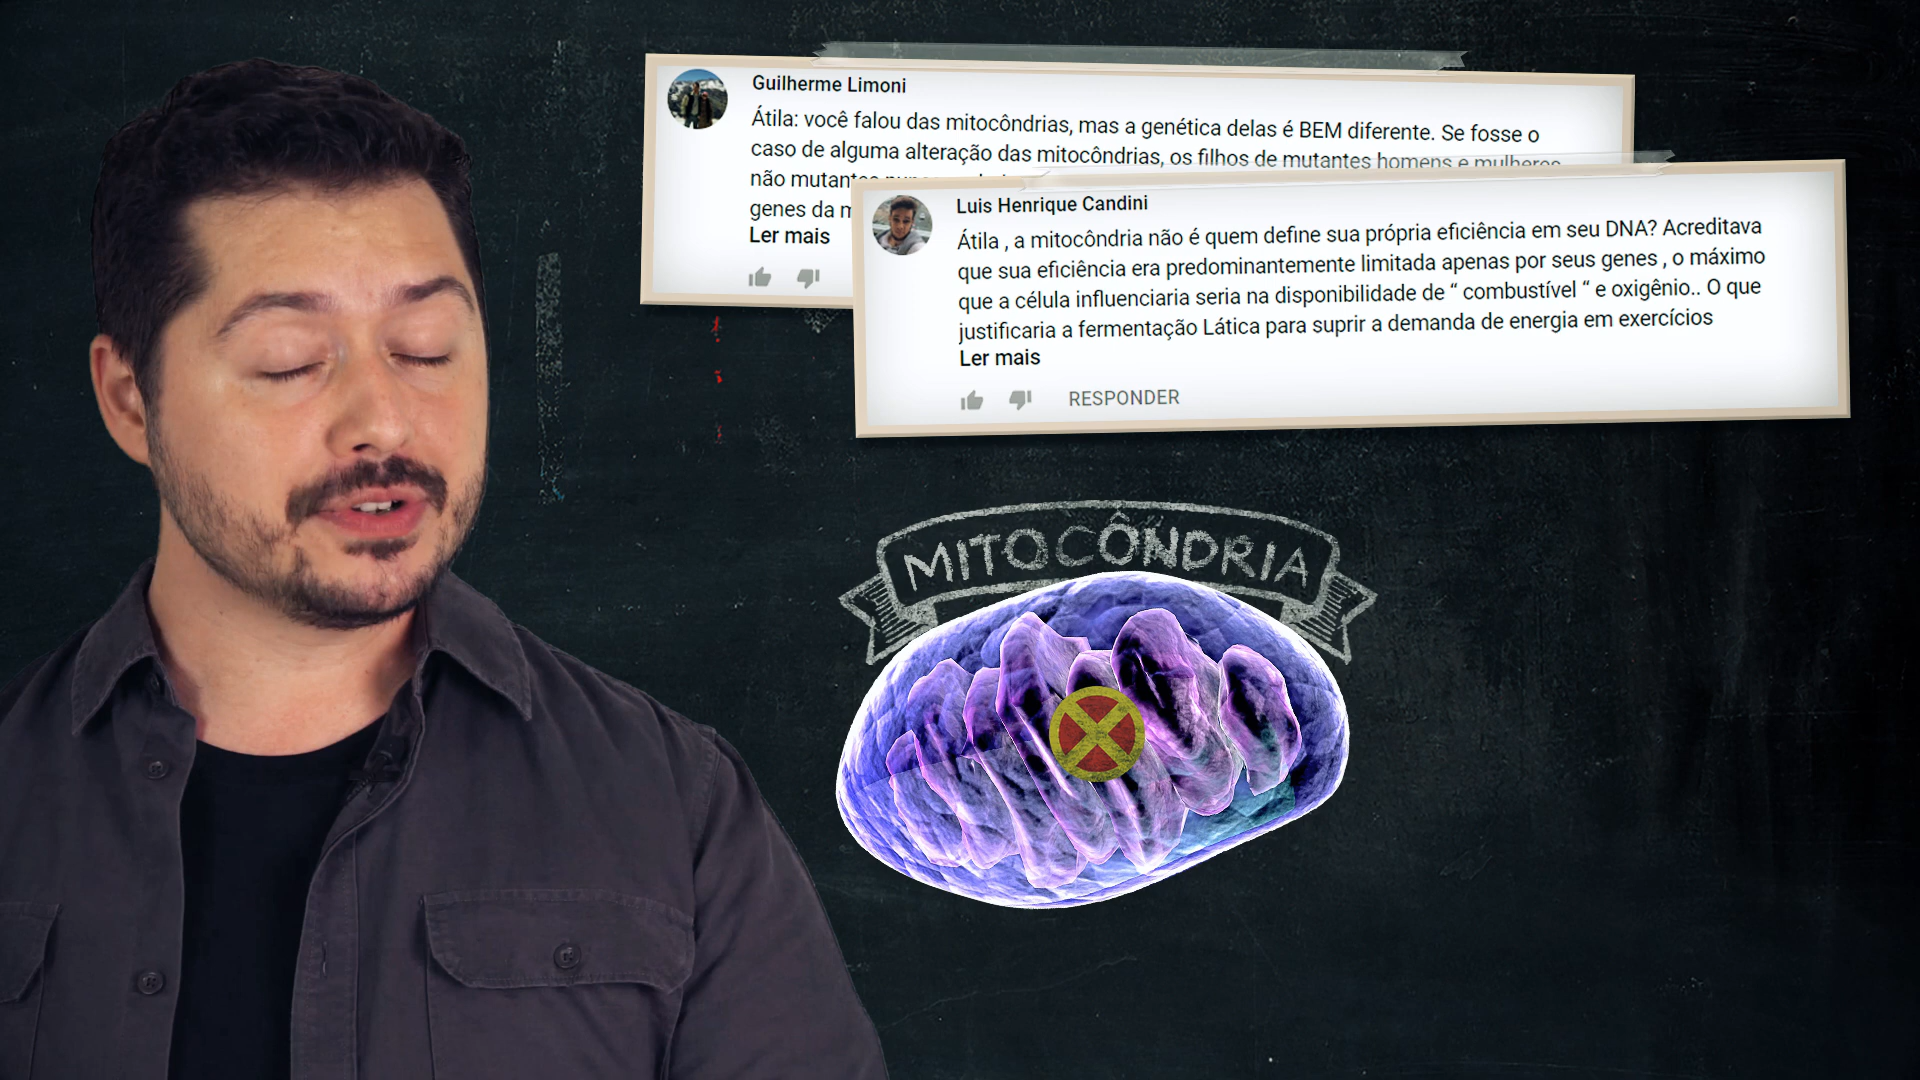 Guilherme Limoni
Átila: você falou das mitocôndrias, mas a genética delas é BEM diferente. Se fosse o
caso de alguma alteração das mitocôndrias, os filhos de mutantes homens e mulheres
não mutantes
genes da
Ler mais
Luis Henrique Candini
Átila , a mitocôndria não é quem define sua própria eficiência em seu DNA? Acreditava
que sua eficiência era predominantemente limitada apenas por seus genes , o máximo
que a célula influenciaria seria na disponibilidade de “ combustível “ e oxigênio.. O que
justificaria a fermentação Lática para suprir a demanda de energia em exercícios
Ler mais
RESPONDER
MITOCÔNDRIA